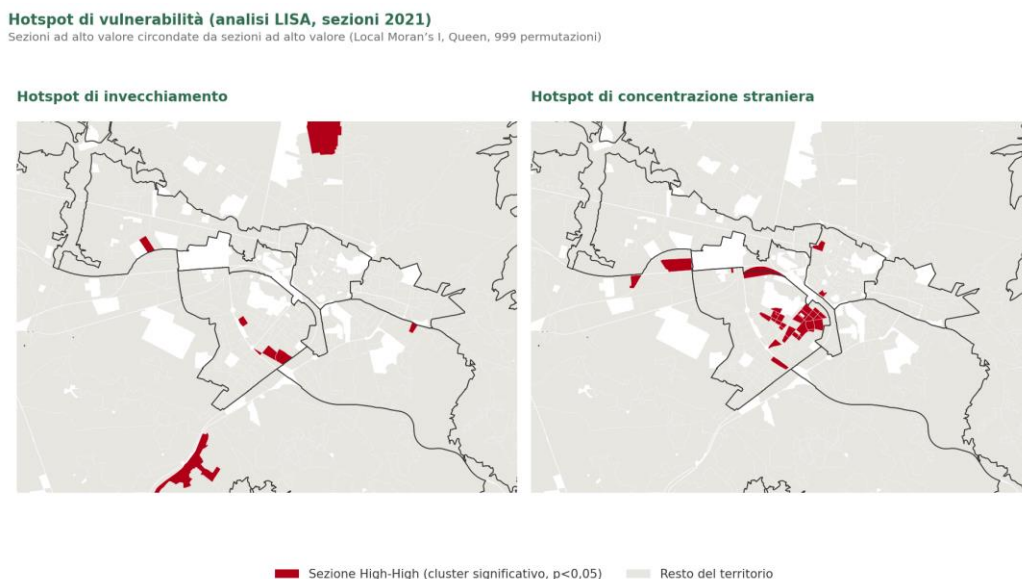 Hotspot di vulnerabilità (analisi LISA, sezioni 2021)
Sezioni ad alto valore circondate da sezioni ad alto valore (Local Moran’s I, Queen, 999 permutazioni)
Hotspot di invecchiamento
Hotspot di concentrazione straniera
Sezione High-High (cluster significativo, p<0,05)
Resto del territorio